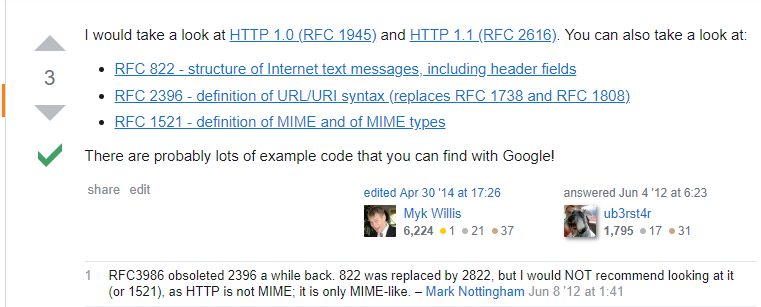 I would take a look at HTTP 1.0 (RFC 1945) and HTTP 1.1 (RFC 2616). You can also take a look at:
3
• RFC 822 - structure of Internet text messages, including header fields
• RFC 2396 - definition of URL/URI syntax (replaces RFC 1738 and RFC 1808)
• RFC 1521 - definition of MIME and of MIME types
There are probably lots of example code that you can find with Google!
share edit
edited Apr 30 '14 at 17:26
Myk Willis
6,224 ●1 ●21 ●37
answered Jun 4 '12 at 6:23
ub3rst4r
1,795 ●17 ●31
1 RFC3986 obsoleted 2396 a while back. 822 was replaced by 2822, but I would NOT recommend looking at it
(or 1521), as HTTP is not MIME; it is only MIME-like. – Mark Nottingham Jun 8 '12 at 1:41